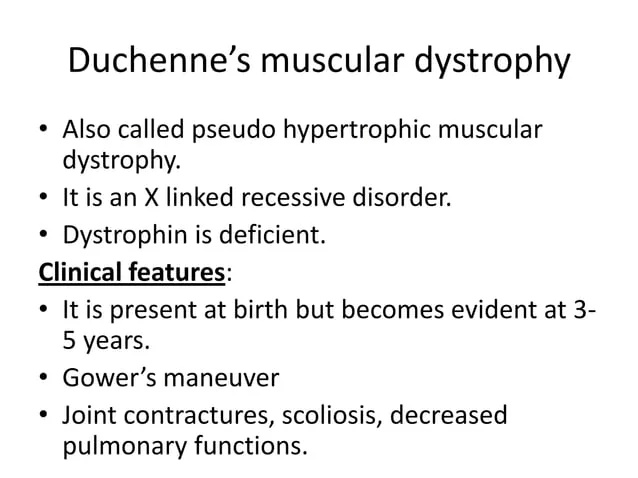 Duchenne’s muscular dystrophy
• Also called pseudo hypertrophic muscular
dystrophy.
• It is an X linked recessive disorder.
• Dystrophin is deficient.
Clinical features:
• It is present at birth but becomes evident at 3-
5 years.
• Gower’s maneuver
• Joint contractures, scoliosis, decreased
pulmonary functions.